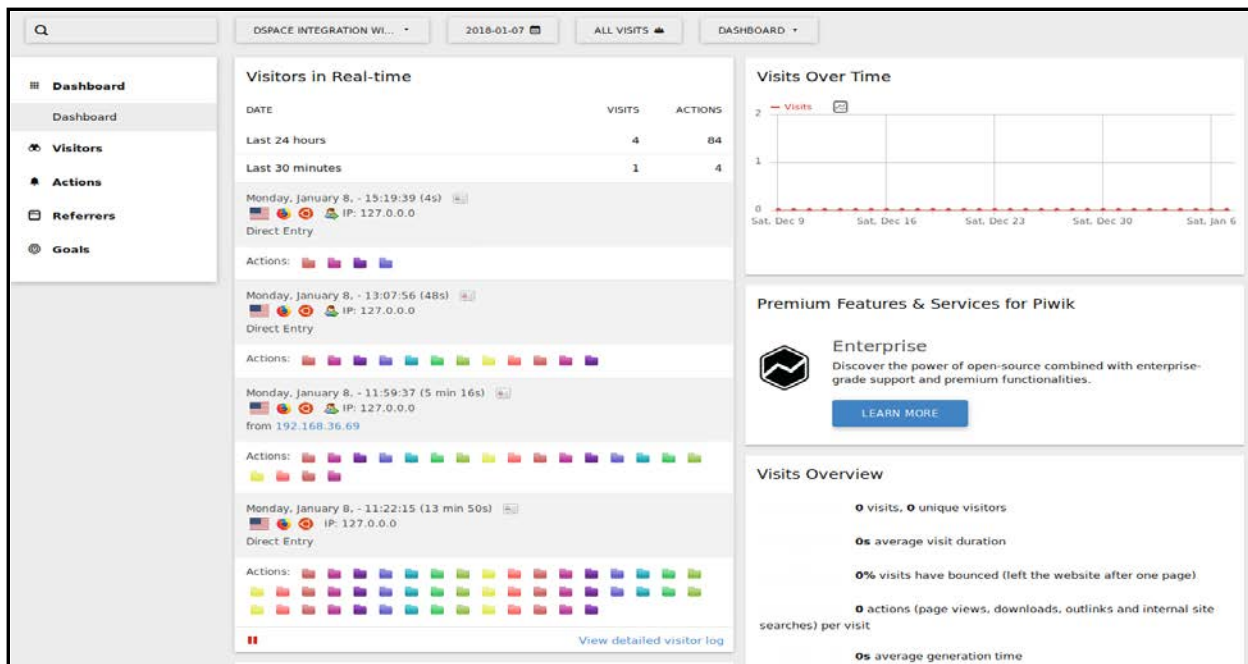 DSPACE INTEGRATION WI...
2018-01-07
ALL VISITS
DASHBOARD
Dashboard
Dashboard
Visitors
Actions
Referrers
Goals
Visitors in Real-time
DATE VISITS ACTIONS
Last 24 hours 4 84
Last 30 minutes 1 4
Monday, January 8, - 15:19:39 (4s)
IP: 127.0.0.0
Direct Entry
Actions:
Monday, January 8, - 13:07:56 (48s)
IP: 127.0.0.0
Direct Entry
Actions:
Monday, January 8, - 11:59:37 (5 min 16s)
IP: 127.0.0.0
from 192.168.36.69
Actions:
Monday, January 8, - 11:22:15 (13 min 50s)
IP: 127.0.0.0
Direct Entry
Actions:
View detailed visitor log
Visits Over Time
Visits
2
1
0
Sat, Dec 9 Sat, Dec 16 Sat, Dec 23 Sat, Dec 30 Sat, Jan 6
Premium Features & Services for Piwik
Enterprise
Discover the power of open-source combined with enterprise-
grade support and premium functionalities.
LEARN MORE
Visits Overview
0 visits, 0 unique visitors
0s average visit duration
0% visits have bounced (left the website after one page)
0 actions (page views, downloads, outlinks and internal site
searches) per visit
0s average generation time